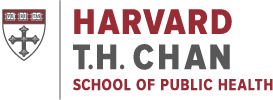 HARVARD
T.H. CHAN
SCHOOL OF PUBLIC HEALTH